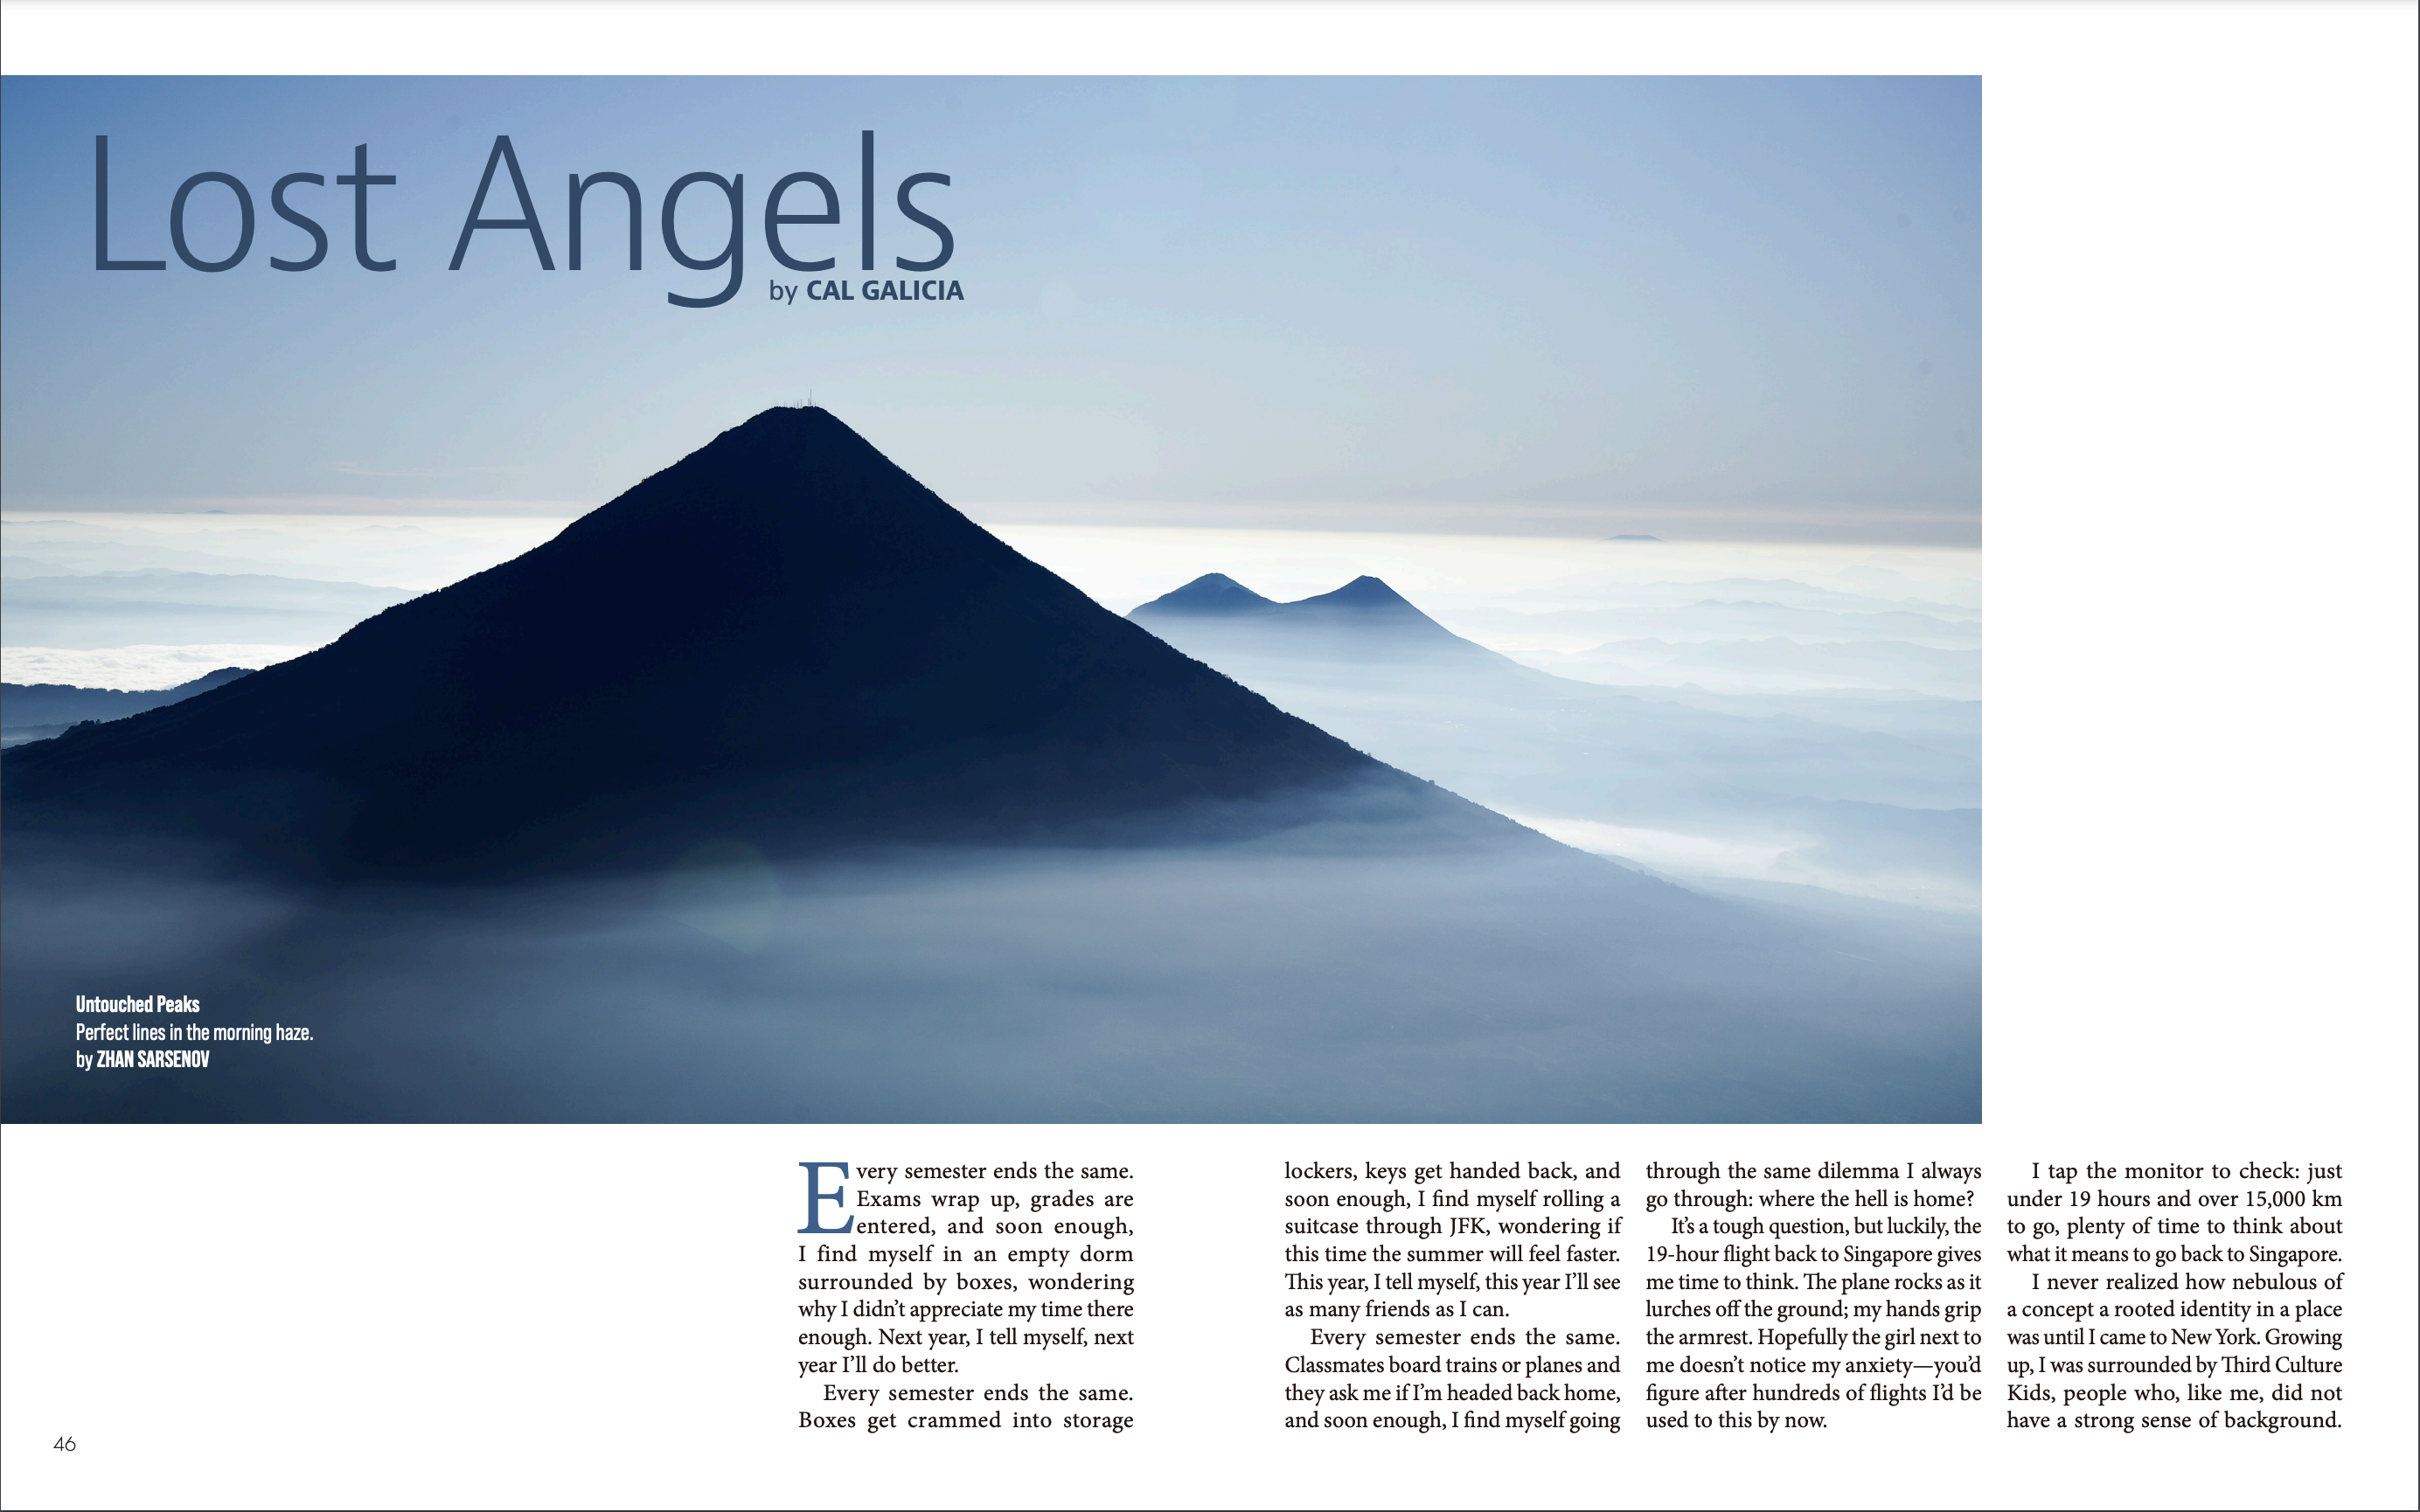 Lost Angels
by CAL GALICIA
Untouched Peaks
Perfect lines in the morning haze.
by ZHAN SARSENOV
Every semester ends the same.
Exams wrap up, grades are
entered, and soon enough,
I find myself in an empty dorm
surrounded by boxes, wondering
why I didn’t appreciate my time there
enough. Next year, I tell myself, next
year I’ll do better.
Every semester ends the same.
Boxes get crammed into storage
lockers, keys get handed back, and
soon enough, I find myself rolling a
suitcase through JFK, wondering if
this time the summer will feel faster.
This year, I tell myself, this year I’ll see
as many friends as I can.
Every semester ends the same.
Classmates board trains or planes and
they ask me if I’m headed back home,
and soon enough, I find myself going
through the same dilemma I always
go through: where the hell is home?
It’s a tough question, but luckily, the
19-hour flight back to Singapore gives
me time to think. The plane rocks as it
lurches off the ground; my hands grip
the armrest. Hopefully the girl next to
me doesn’t notice my anxiety—you’d
figure after hundreds of flights I’d be
used to this by now.
I tap the monitor to check: just
under 19 hours and over 15,000 km
to go, plenty of time to think about
what it means to go back to Singapore.
I never realized how nebulous of
a concept a rooted identity in a place
was until I came to New York. Growing
up, I was surrounded by Third Culture
Kids, people who, like me, did not
have a strong sense of background.
46